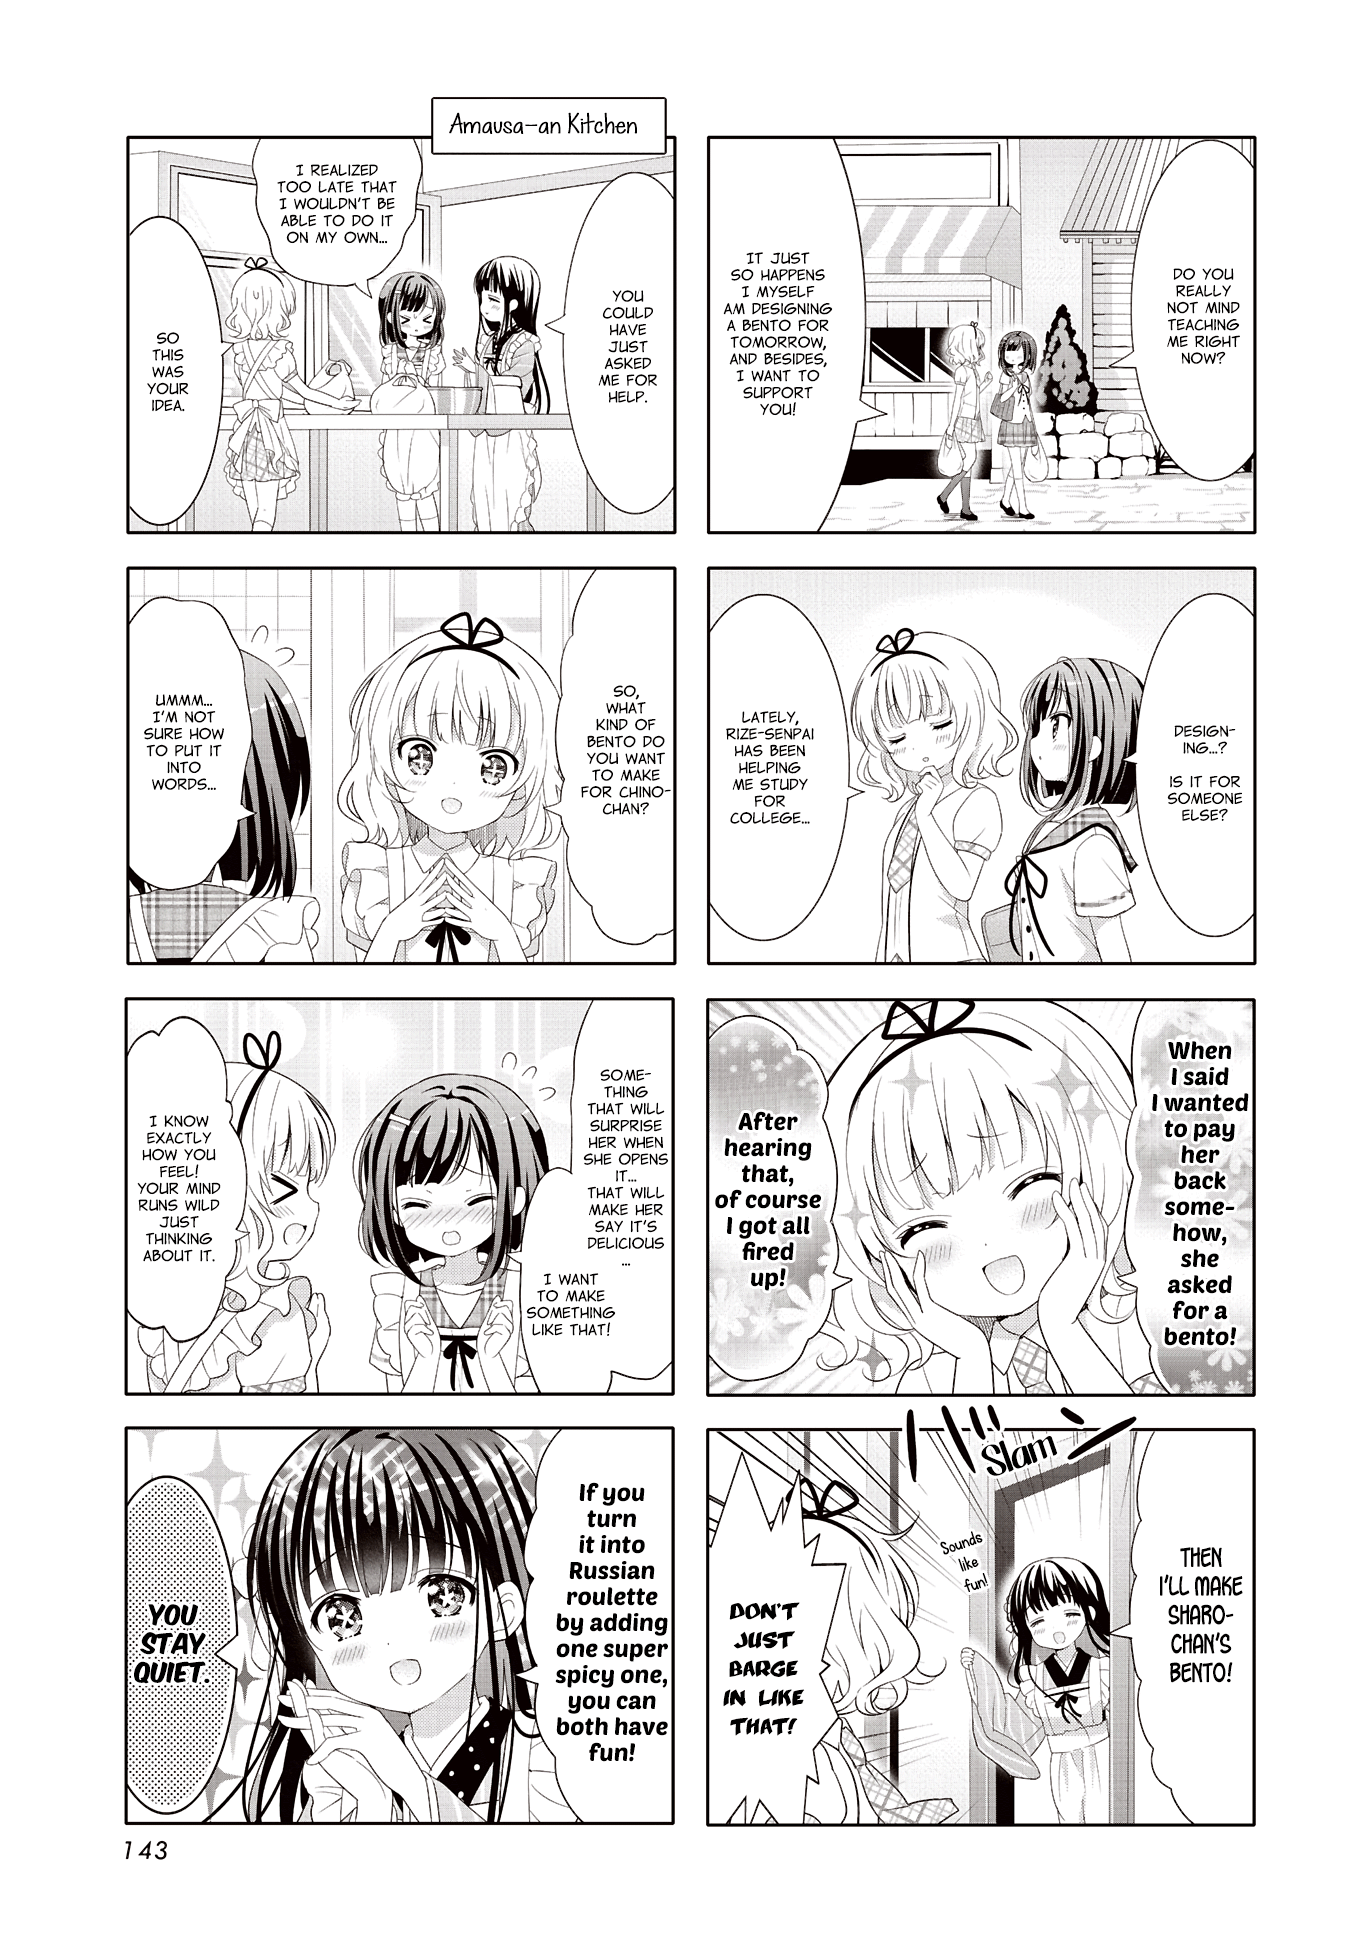 DO YOU
REALLY
NOT MIND
TEACHING
ME RIGHT
NOW?
IT JUST
SO HAPPENS
I MYSELF
AM DESIGNING
A BENTO FOR
TOMORROW,
AND BESIDES,
I WANT TO
SUPPORT
YOU!
DESIGN-
ING...?
IS IT FOR
SOMEONE
ELSE?
LATELY,
RIZE-SENPAI
HAS BEEN
HELPING
ME STUDY
FOR
COLLEGE...
When
I said
I wanted
to pay
her
back
some-
how,
she
asked
for a
bento!
After
hearing
that,
of course
I got all
fired
up!
バンッ
Slam
THEN
I'LL MAKE
SHARO-
CHAN'S
BENTO!
Sounds
like
fun!
DON'T
JUST
BARGE
IN LIKE
THAT!
Amausa-an Kitchen
YOU
COULD
HAVE
JUST
ASKED
ME FOR
HELP.
I REALIZED
TOO LATE THAT
I WOULDN'T BE
ABLE TO DO IT
ON MY OWN...
SO
THIS
WAS
YOUR
IDEA.
SO,
WHAT
KIND OF
BENTO DO
YOU WANT
TO MAKE
FOR CHINO-
CHAN?
UMMM...
I'M NOT
SURE HOW
TO PUT IT
INTO
WORDS...
SOME-
THING
THAT WILL
SURPRISE
HER WHEN
SHE OPENS
IT...
THAT WILL
MAKE HER
SAY IT'S
DELICIOUS
...
I WANT
TO MAKE
SOMETHING
LIKE THAT!
I KNOW
EXACTLY
HOW YOU
FEEL!
YOUR MIND
RUNS WILD
JUST
THINKING
ABOUT IT.
If you
turn
it into
Russian
roulette
by adding
one super
spicy one,
you can
both have
fun!
YOU
STAY
QUIET.
143